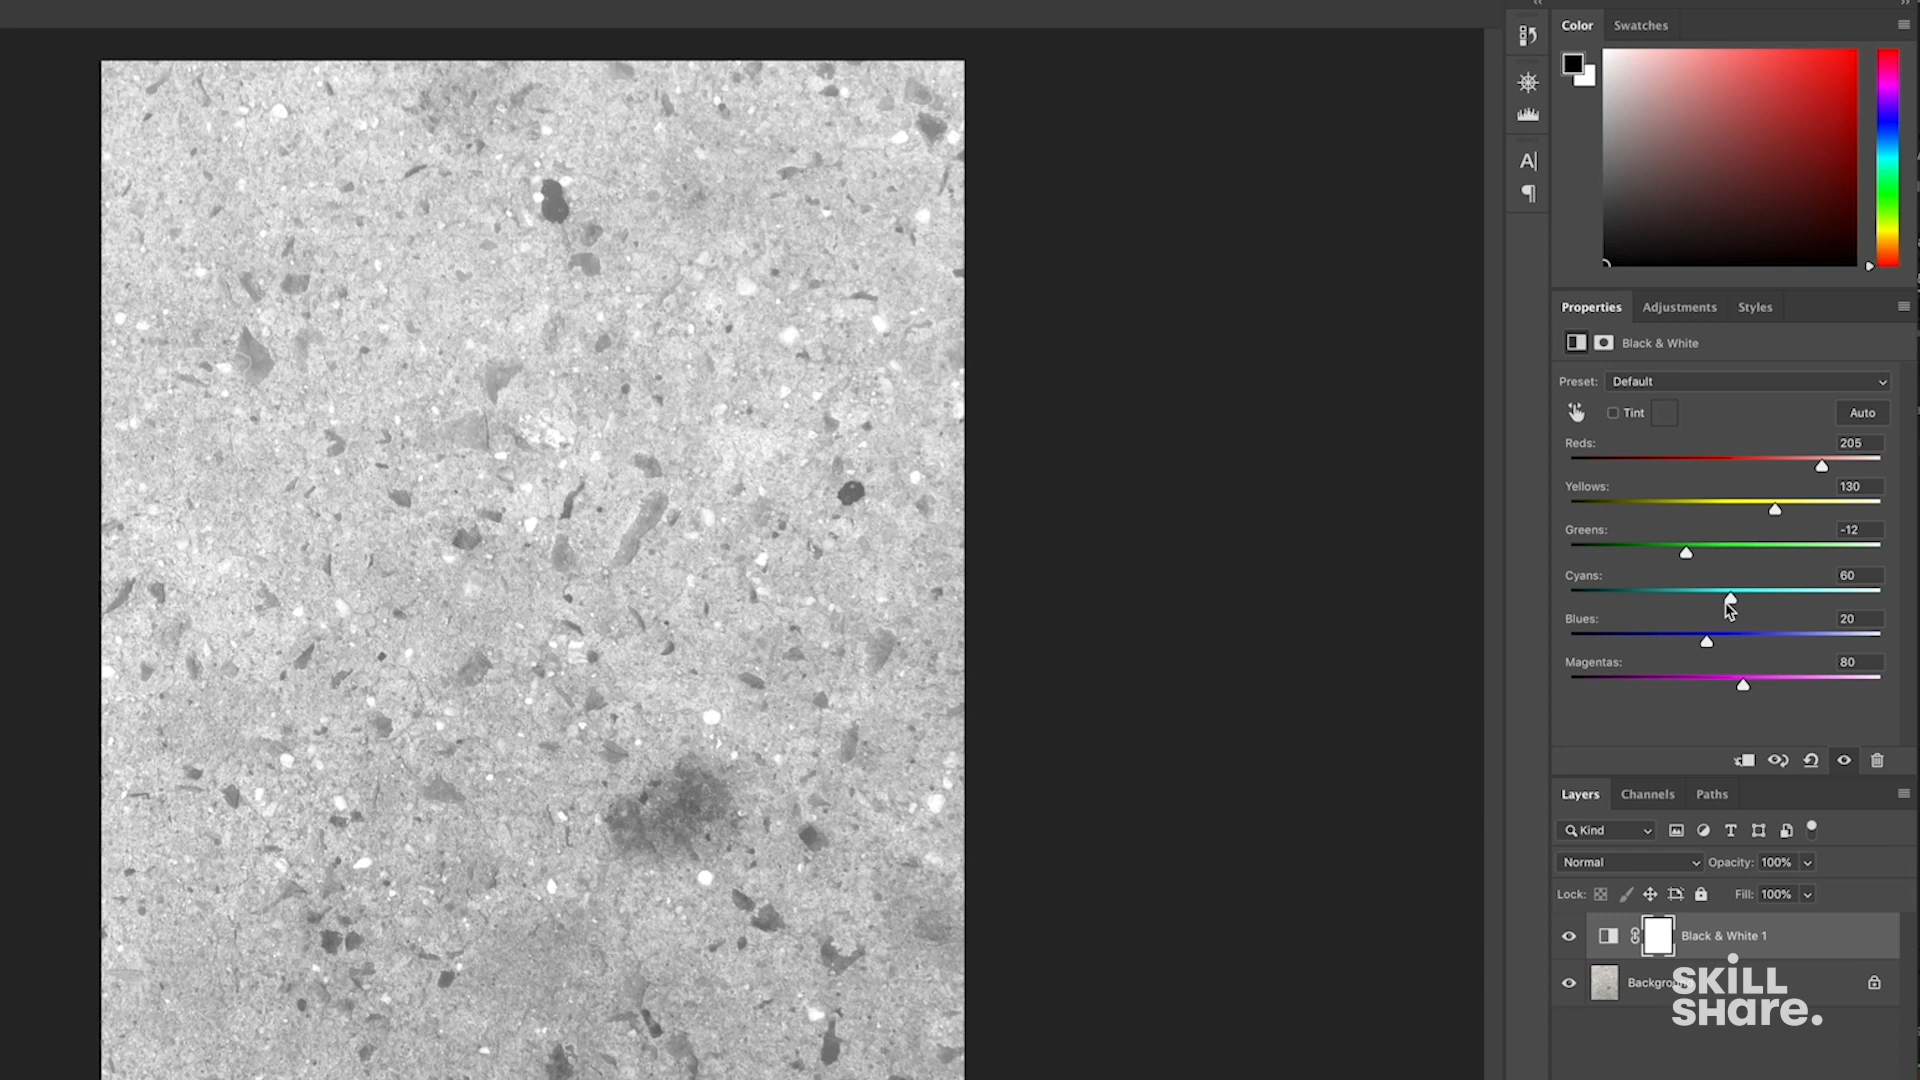 Color Swatches
A|
¶
Properties Adjustments Styles
Black & White
Preset: Default
Tint Auto
Reds: 205
Yellows: 130
Greens: -12
Cyans: 60
Blues: 20
Magentas: 80
Layers Channels Paths
Kind T
Normal Opacity: 100%
Lock: Fill: 100%
Black & White 1
Background
SKILL
SHare.